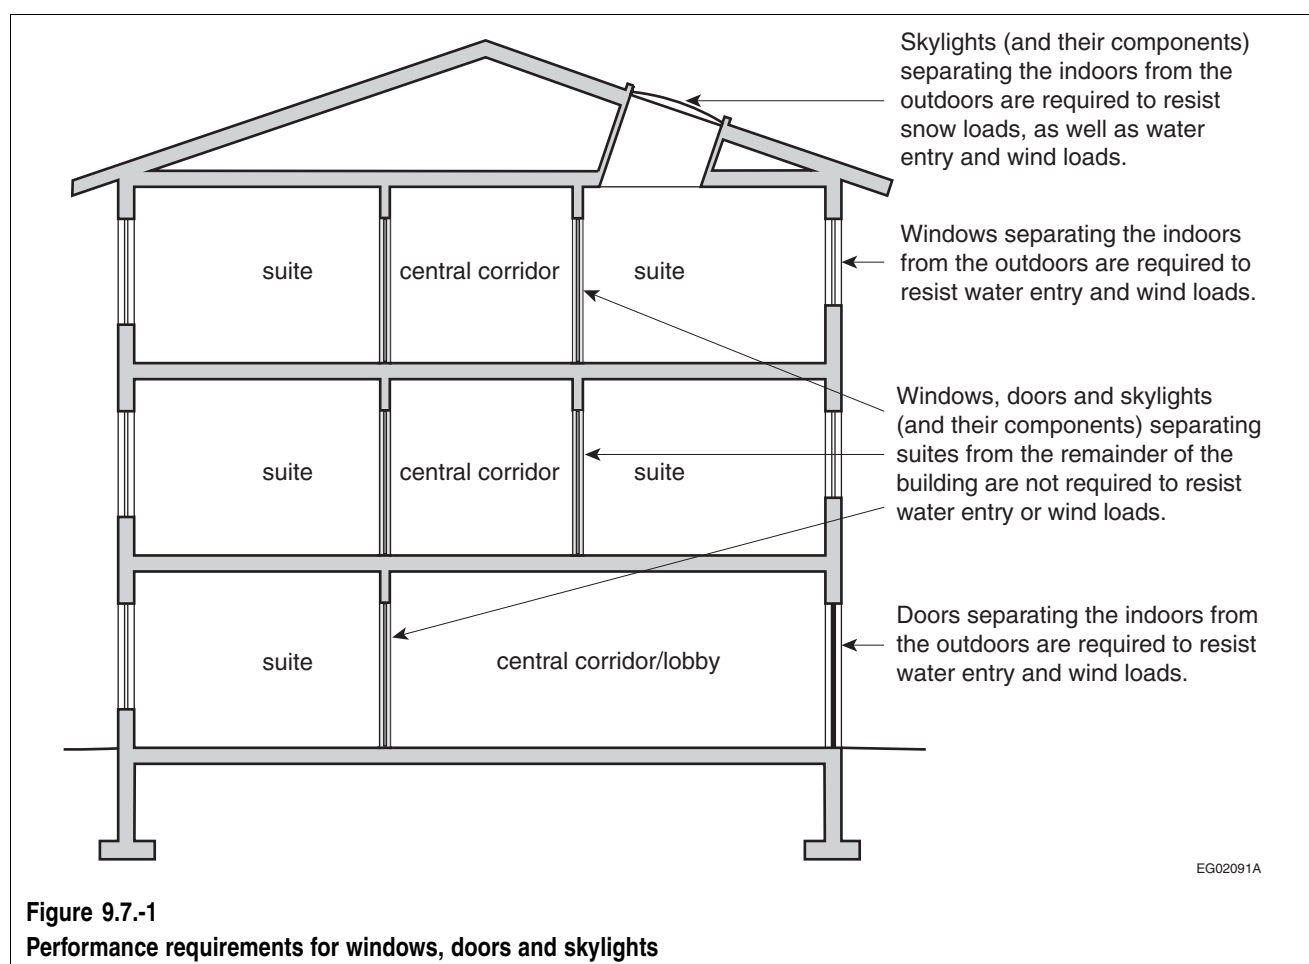 Skylights (and their components)
separating the indoors from the
outdoors are required to resist
snow loads, as well as water
entry and wind loads.
Windows separating the indoors
from the outdoors are required to
resist water entry and wind loads.
suite
central corridor
suite
Windows, doors and skylights
(and their components) separating
suites from the remainder of the
building are not required to resist
water entry or wind loads.
suite
central corridor
suite
Doors separating the indoors from
the outdoors are required to resist
water entry and wind loads.
suite
central corridor/lobby
EG02091A
Figure 9.7.-1
Performance requirements for windows, doors and skylights